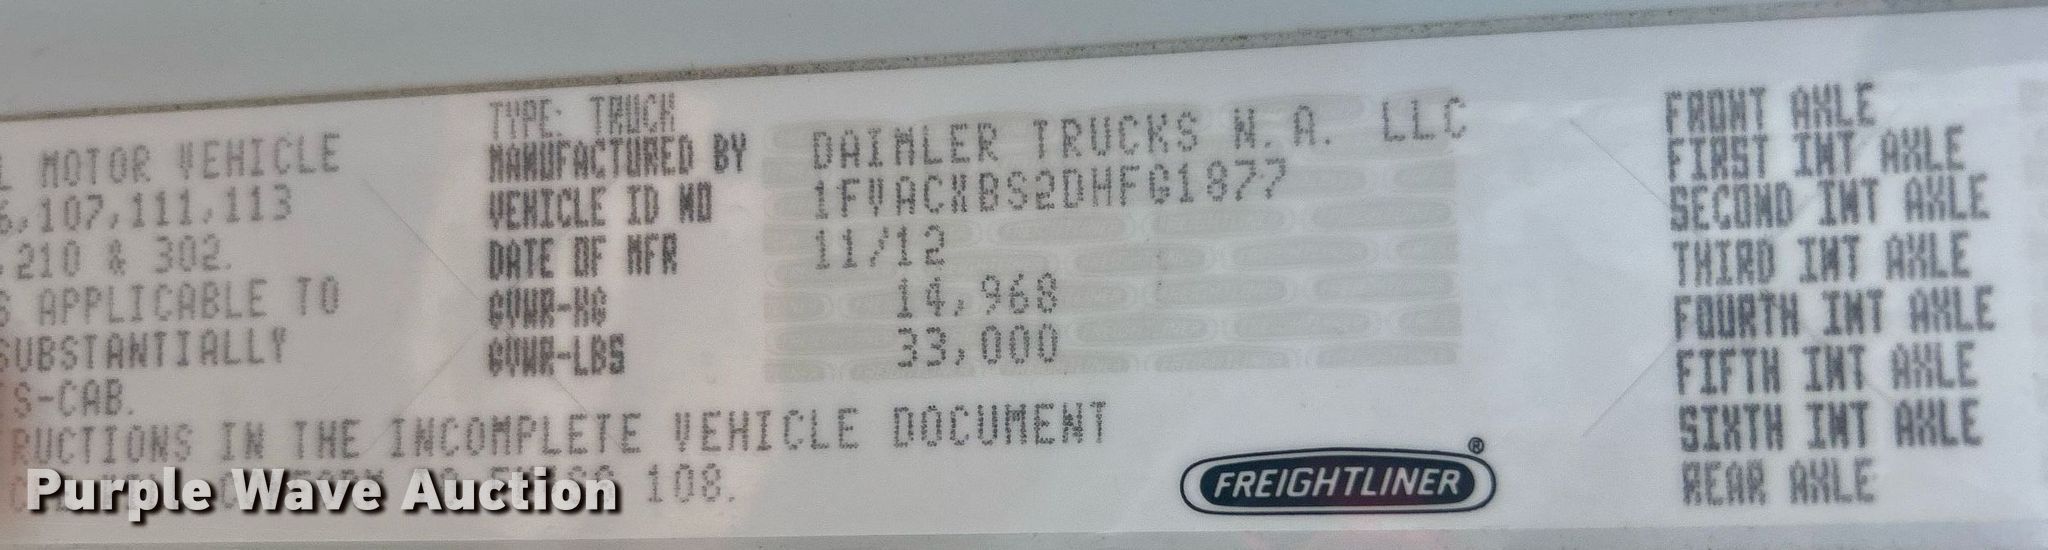 TYPE: TRUCK
MANUFACTURED BY DAIMLER TRUCKS N.A. LLC
VEHICLE ID NO 1FVACXBS2DHFG1877
DATE OF MFR 11/12
GVWR-KG 14,968
GVWR-LBS 33,000
L MOTOR VEHICLE
6,107,111,113
210 & 302.
S APPLICABLE TO
SUBSTANTIALLY
S-CAB.
RUCTIONS IN THE INCOMPLETE VEHICLE DOCUMENT
108.
FREIGHTLINER®
FRONT AXLE
FIRST INT AXLE
SECOND INT AXLE
THIRD INT AXLE
FOURTH INT AXLE
FIFTH INT AXLE
SIXTH INT AXLE
REAR AXLE
Purple Wave Auction